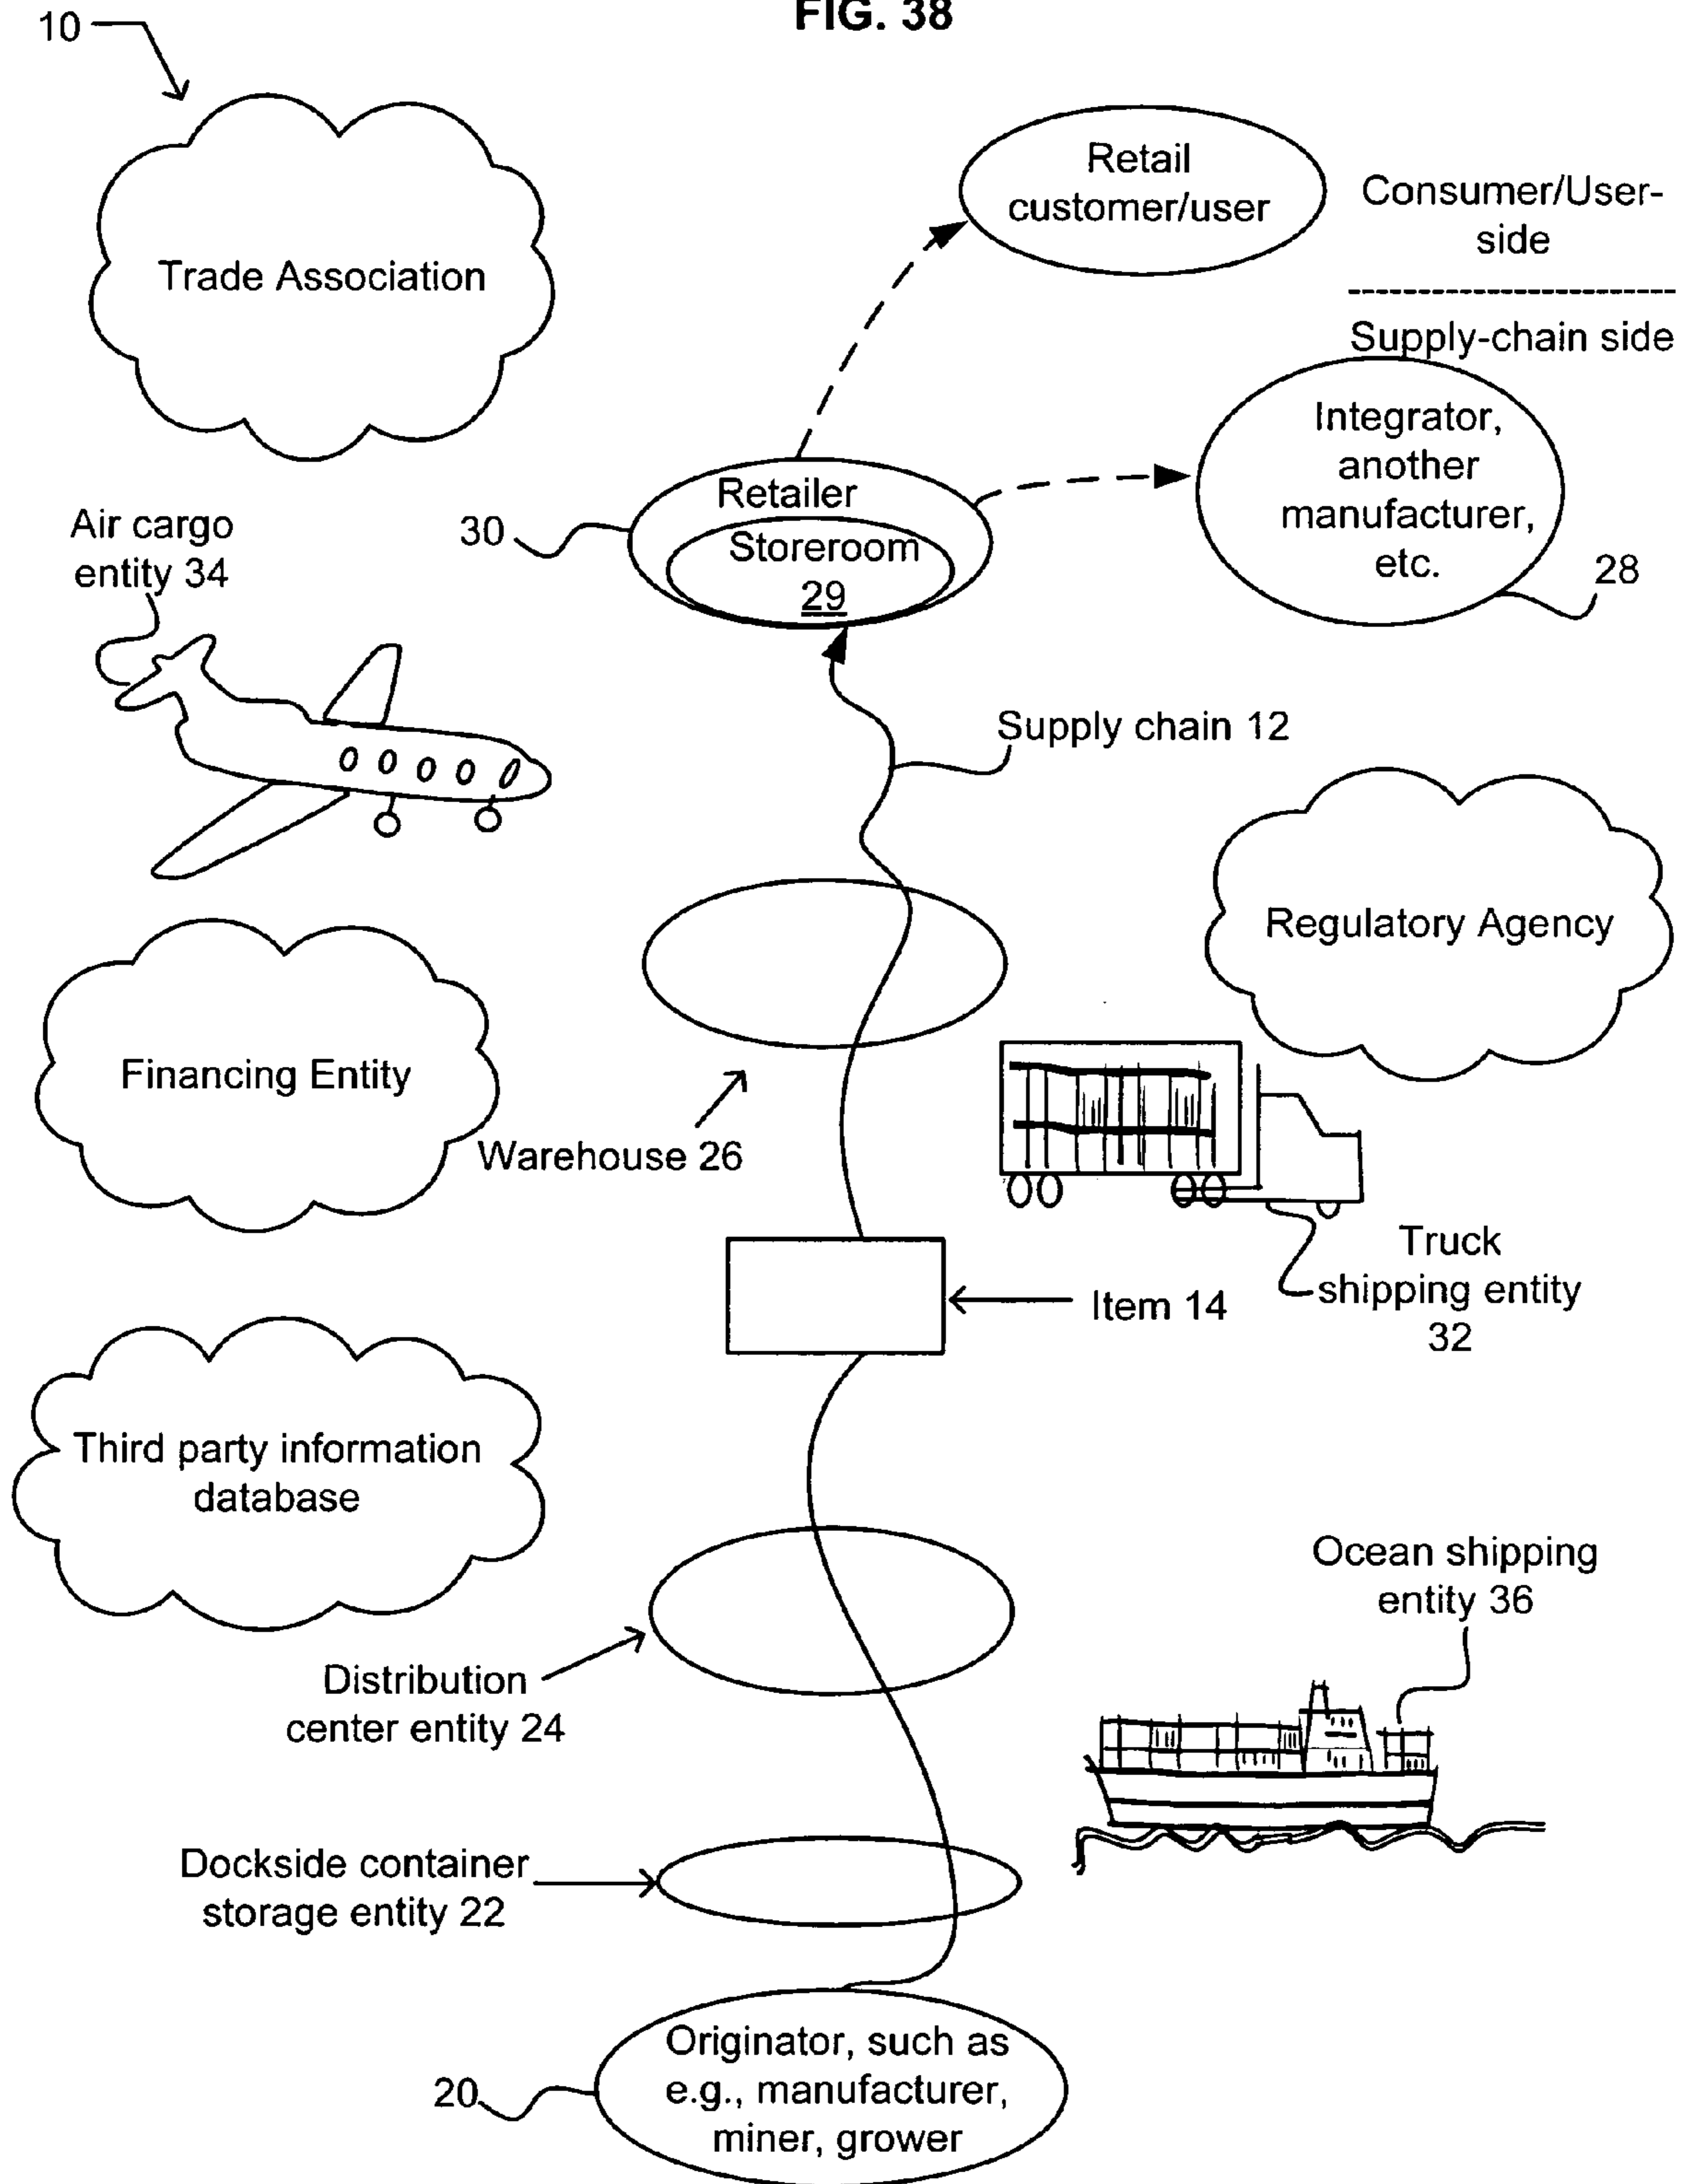 FIG. 38
10
Retail
customer/user
Consumer/User-
side
Trade Association
Supply-chain side
Integrator,
another
manufacturer,
etc.
28
Retailer
30
Storeroom
29
Air cargo
entity 34
Supply chain 12
Regulatory Agency
Financing Entity
Warehouse 26
Truck
shipping entity
32
Item 14
Third party information
database
Ocean shipping
entity 36
Distribution
center entity 24
Dockside container
storage entity 22
Originator, such as
e.g., manufacturer,
miner, grower
20